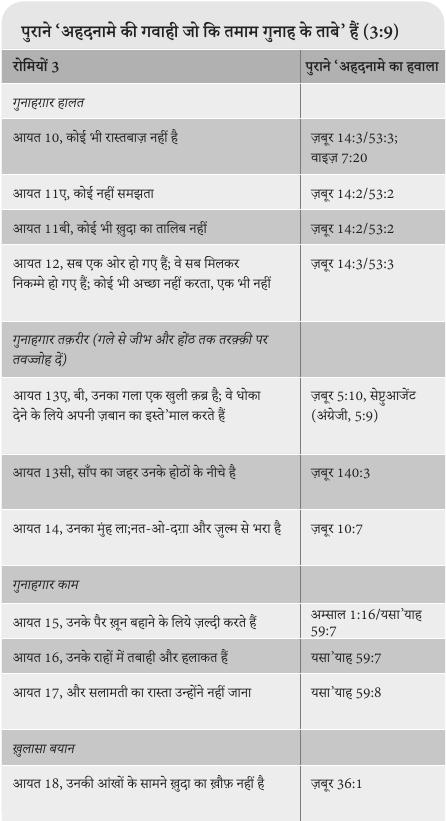 पुराने ‘अहदनामे की गवाही जो कि तमाम गुनाह के ताबे’ हैं (3:9)
रोमियों 3 पुराने ‘अहदनामे का हवाला
गुनाहग़ार हालत
आयत 10, कोई भी रास्तबाज़ नहीं है ज़बूर 14:3/53:3;
वाइज़ 7:20
आयत 11ए, कोई नहीं समझता ज़बूर 14:2/53:2
आयत 11बी, कोई भी ख़ुदा का तालिब नहीं ज़बूर 14:2/53:2
आयत 12, सब एक ओर हो गए हैं; वे सब मिलकर ज़बूर 14:3/53:3
निकम्मे हो गए हैं; कोई भी अच्छा नहीं करता, एक भी नहीं
गुनाहगार तक़रीर (गले से जीभ और होंठ तक तरक़्क़ी पर
तवज्जोह दें)
आयत 13ए, बी, उनका गला एक खुली क़ब्र है; वे धोका ज़बूर 5:10, सेप्टुआजेंट
देने के लिये अपनी ज़बान का इस्ते’माल करते हैं (अंग्रेजी, 5:9)
आयत 13सी, साँप का जहर उनके होठों के नीचे है ज़बूर 140:3
आयत 14, उनका मुंह ला;नत-ओ-दग़ा और ज़ुल्म से भरा है ज़बूर 10:7
गुनाहगार काम
आयत 15, उनके पैर ख़ून बहाने के लिये ज़ल्दी करते हैं अम्साल 1:16/यसा’याह
59:7
आयत 16, उनके राहों में तबाही और हलाकत हैं यसा’याह 59:7
आयत 17, और सलामती का रास्ता उन्होंने नहीं जाना यसा’याह 59:8
ख़ुलासा बयान
आयत 18, उनकी आंखों के सामने ख़ुदा का ख़ौफ़ नहीं है ज़बूर 36:1